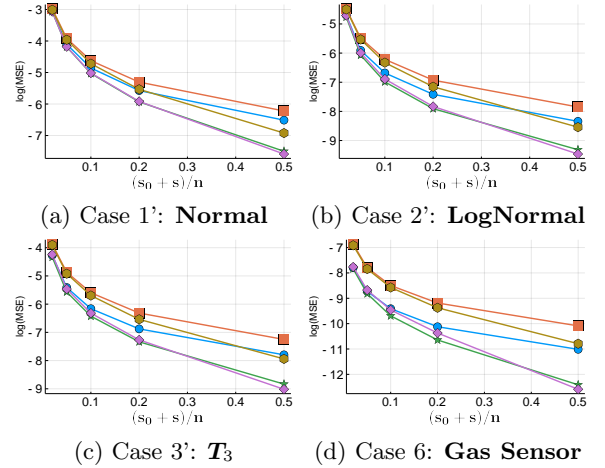 - 3
-4
-5
-6
-7
log(MSE)
0.1 0.2 0.3 0.4 0.5
(s₀ + s)/n
(a) Case 1’: Normal
- 5
-6
-7
-8
-9
log(MSE)
0.1 0.2 0.3 0.4 0.5
(s₀ + s)/n
(b) Case 2’: LogNormal
- 4
-5
-6
-7
-8
-9
log(MSE)
0.1 0.2 0.3 0.4 0.5
(s₀ + s)/n
(c) Case 3’: T₃
-7
-8
-9
-10
-11
-12
log(MSE)
0.1 0.2 0.3 0.4 0.5
(s₀ + s)/n
(d) Case 6: Gas Sensor